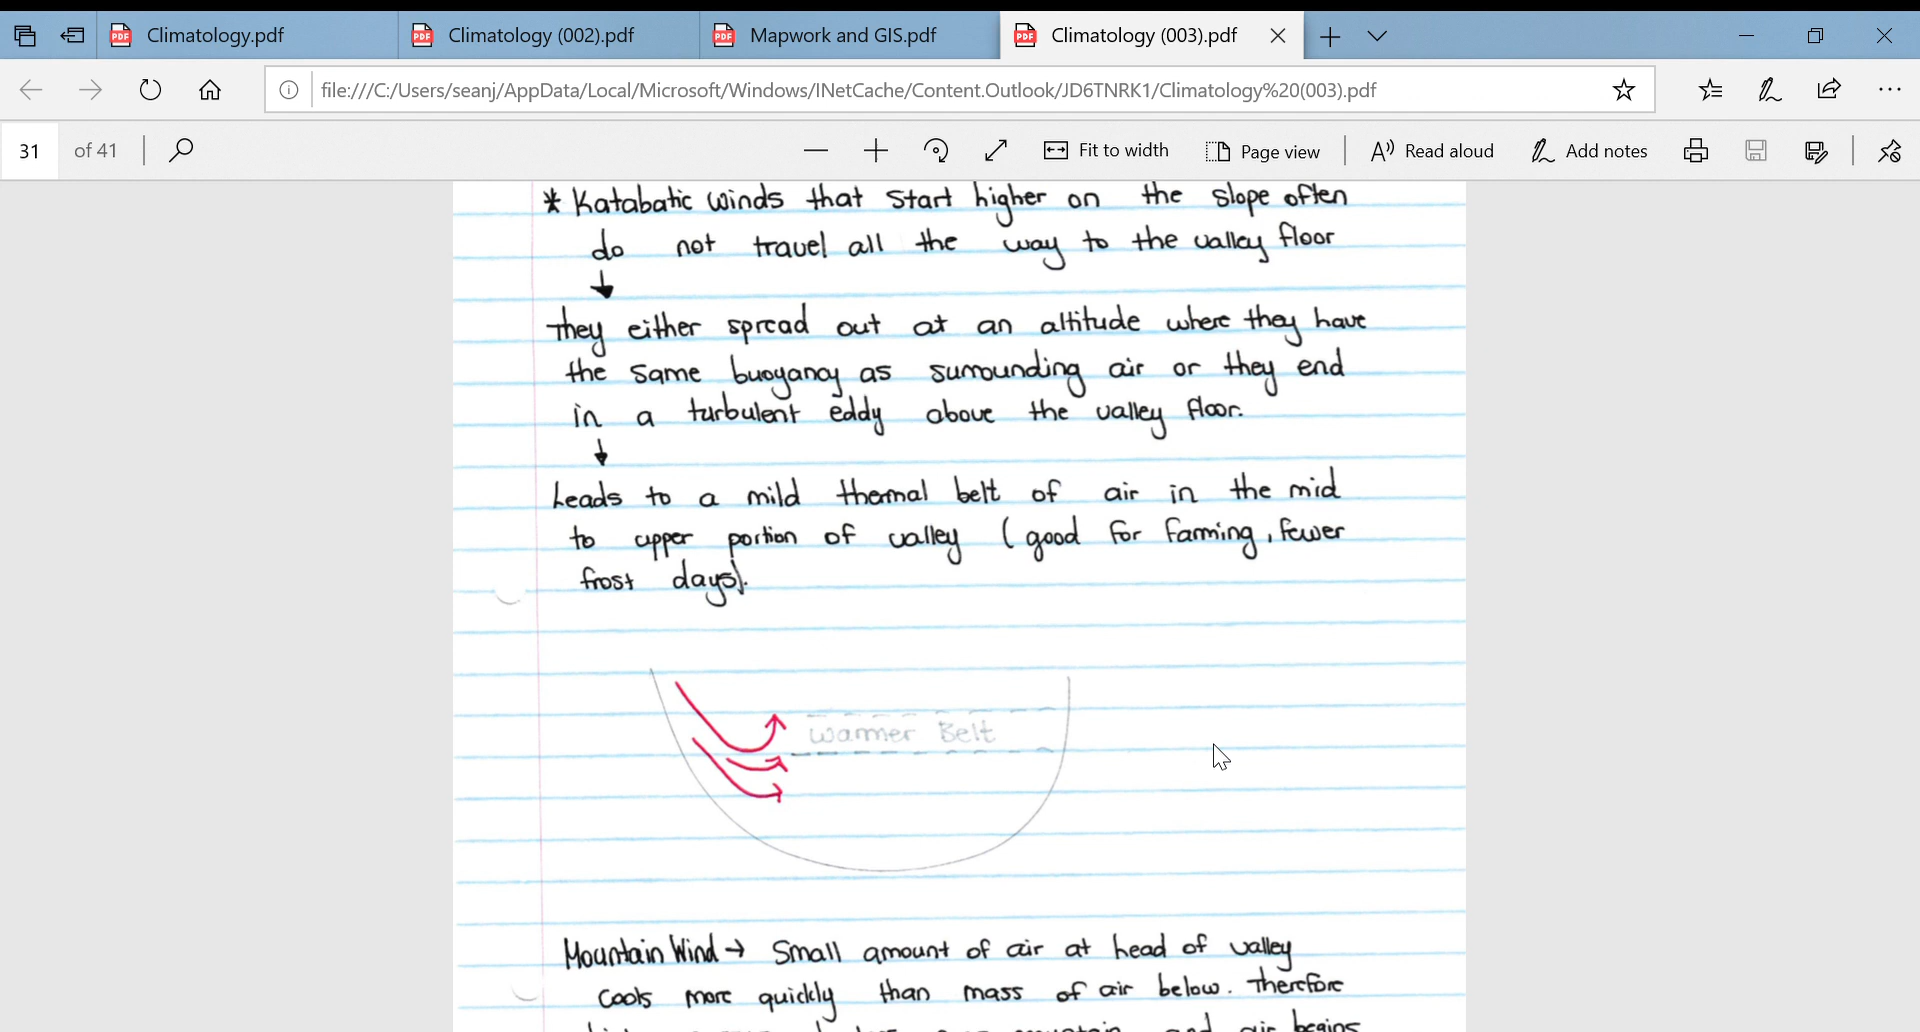 Climatology.pdf
Climatology (002).pdf
Mapwork and GIS.pdf
Climatology (003).pdf
file:///C:/Users/seanj/AppData/Local/Microsoft/Windows/INetCache/Content.Outlook/JD6TNRK1/Climatology%20(003).pdf
31 of 41
Fit to width
Page view
Read aloud
Add notes
* Katabatic winds that start higher on the slope often
do not travel all the way to the valley floor
They either spread out at an altitude where they have
the same buoyancy as surrounding air or they end
in a turbulent eddy above the valley floor.
Leads to a mild thermal belt of air in the mid
to upper portion of valley (good for farming, fewer
frost days).
Warmer Belt
Mountain Wind → Small amount of air at head of valley
cools more quickly than mass of air below. Therefore
mountain and air begins